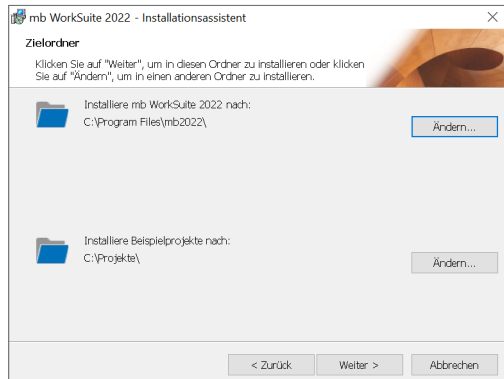 mb WorkSuite 2022 - Installationsassistent
Zielordner
Klicken Sie auf "Weiter", um in diesen Ordner zu installieren oder klicken
Sie auf "Ändern", um in einen anderen Ordner zu installieren.
Installiere mb WorkSuite 2022 nach:
C:\Program Files\mb2022\
Ändern...
Installiere Beispielprojekte nach:
C:\Projekte\
Ändern...
< Zurück Weiter > Abbrechen